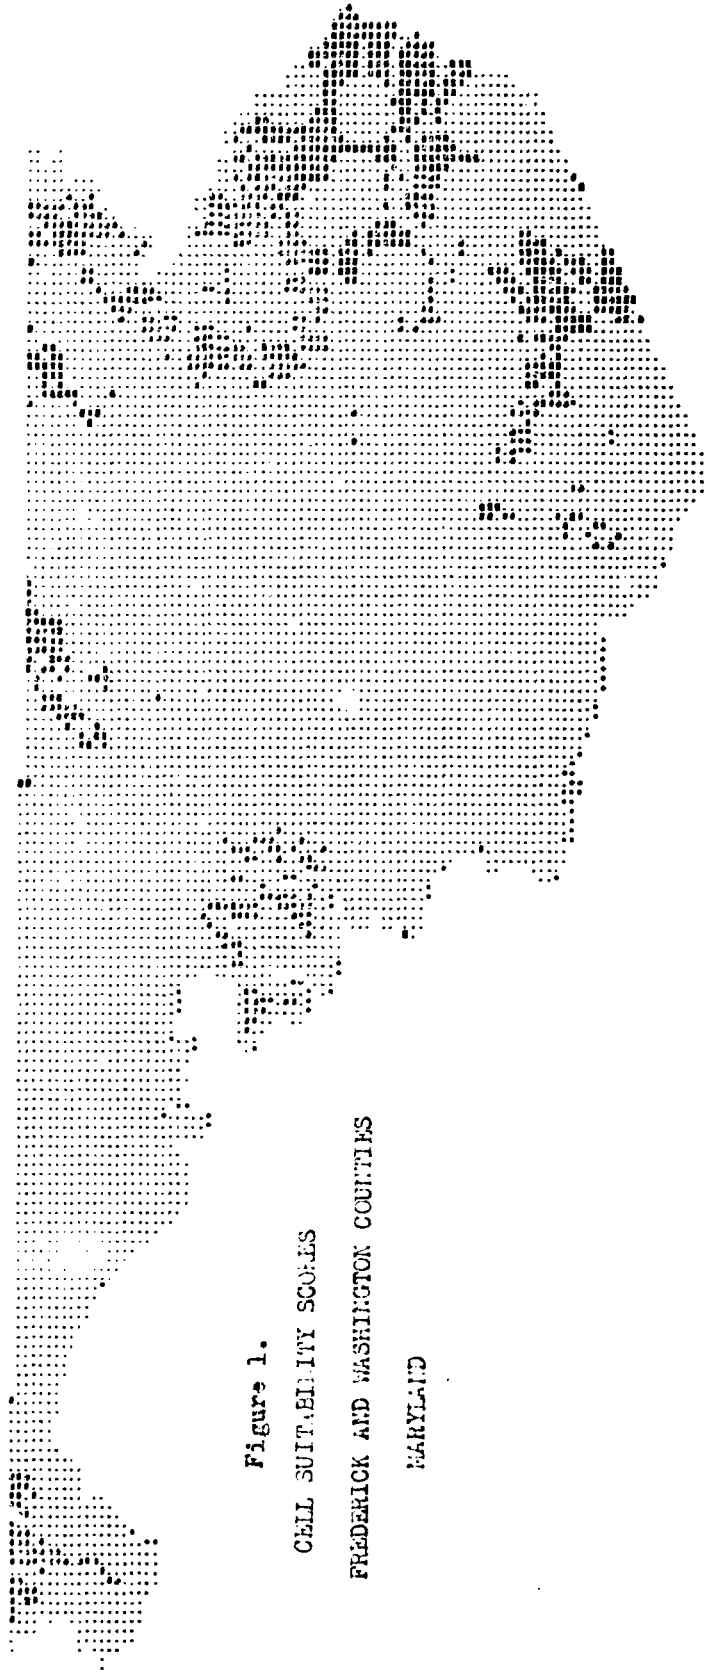 Figure 1.
CELL SUITABILITY SCORES
FREDERICK AND WASHINGTON COUNTIES
MARYLAND